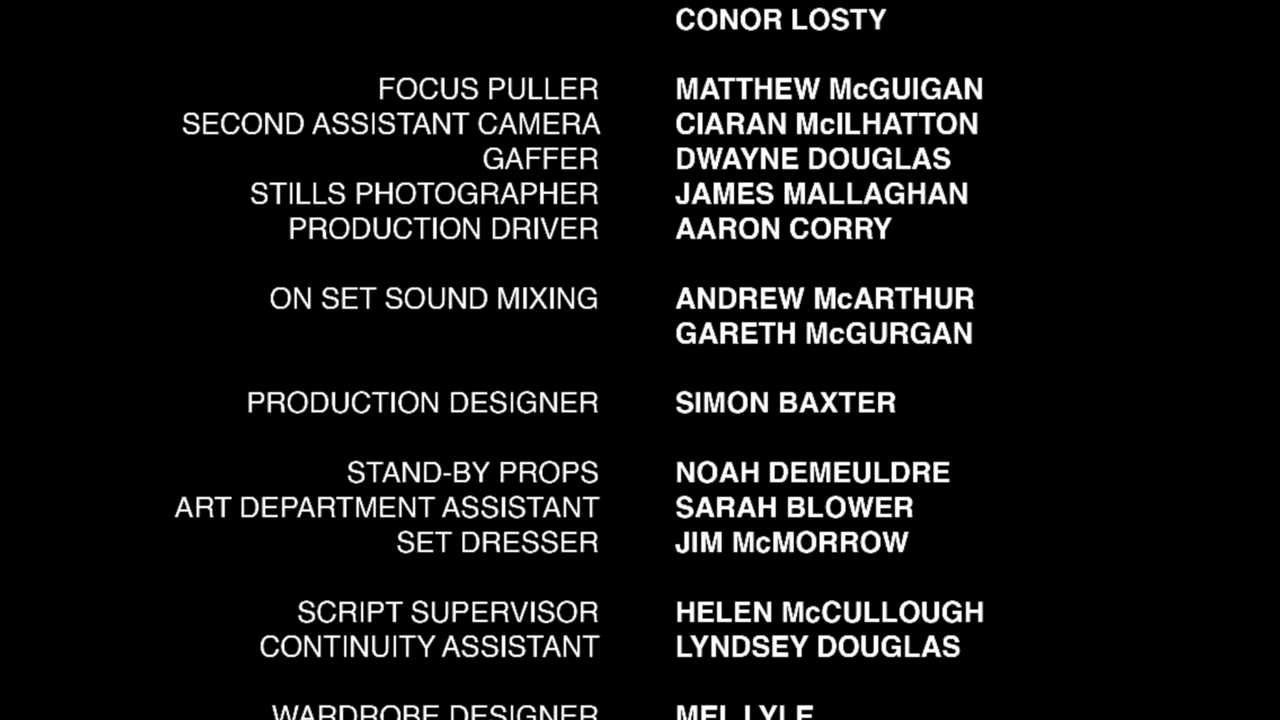 CONOR LOSTY
FOCUS PULLER MATTHEW McGUIGAN
SECOND ASSISTANT CAMERA CIARAN McILHATTON
GAFFER DWAYNE DOUGLAS
STILLS PHOTOGRAPHER JAMES MALLAGHAN
PRODUCTION DRIVER AARON CORRY
ON SET SOUND MIXING ANDREW McARTHUR
GARETH McGURGAN
PRODUCTION DESIGNER SIMON BAXTER
STAND-BY PROPS NOAH DEMEULDRE
ART DEPARTMENT ASSISTANT SARAH BLOWER
SET DRESSER JIM McMORROW
SCRIPT SUPERVISOR HELEN McCULLOUGH
CONTINUITY ASSISTANT LYNDSEY DOUGLAS
WARDROBE DESIGNER MEL LYLE